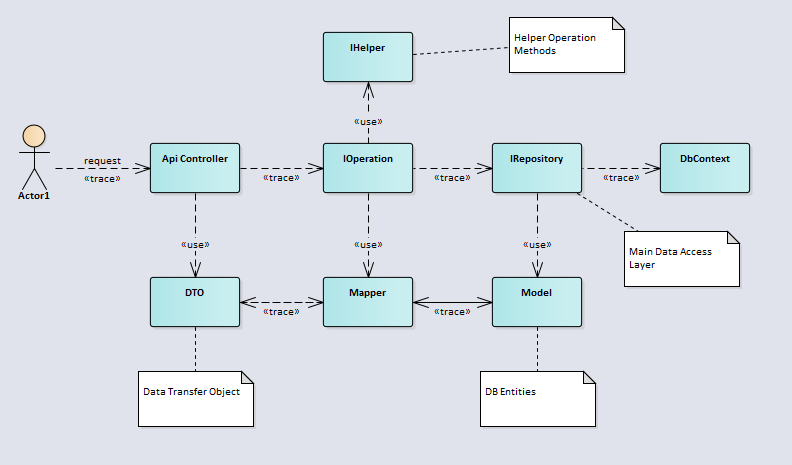 IHelper
Helper Operation
Methods
«use»
request
«trace»
Actor1
Api Controller
«trace»
IOperation
«trace»
IRepository
«trace»
DbContext
«use»
«use»
«use»
Main Data Access
Layer
DTO
«trace»
Mapper
«trace»
Model
Data Transfer Object
DB Entities